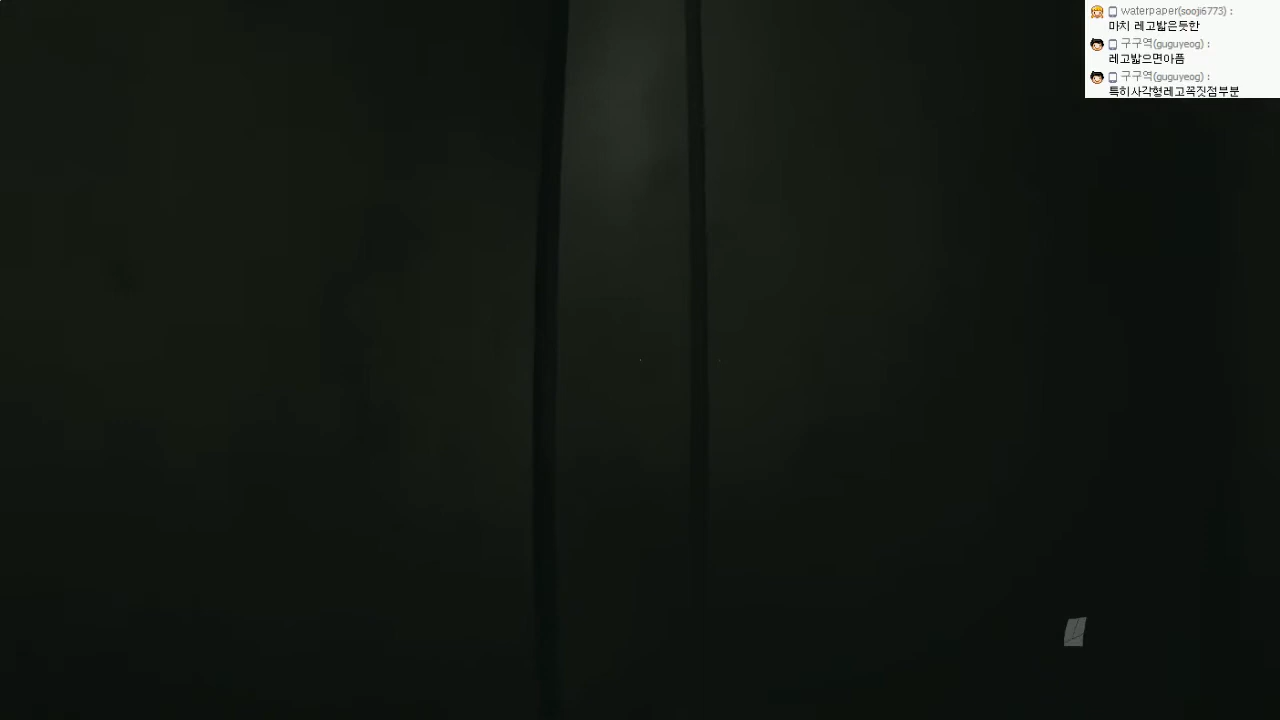 waterpaper(sooji6773) :
마치 레고밟은듯한
구구역(guguyeog) :
레고밟으면아픔
구구역(guguyeog) :
특히사각형레고꼭짓점부분